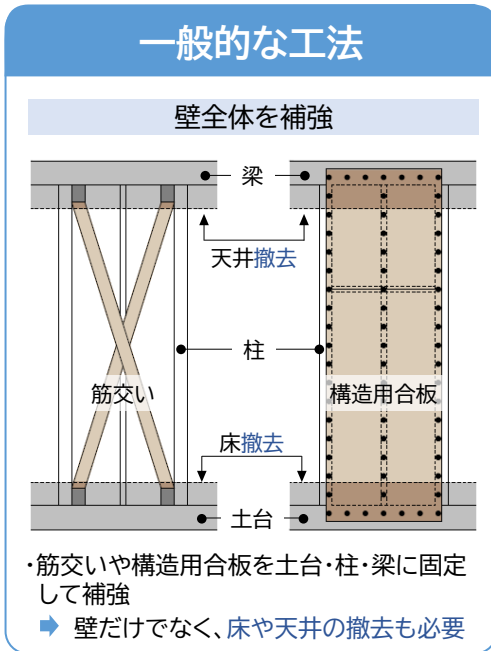 一般的な工法
壁全体を補強
梁
天井撤去
柱
筋交い
構造用合板
床撤去
土台
・筋交いや構造用合板を土台・柱・梁に固定
して補強
➡ 壁だけでなく、床や天井の撤去も必要